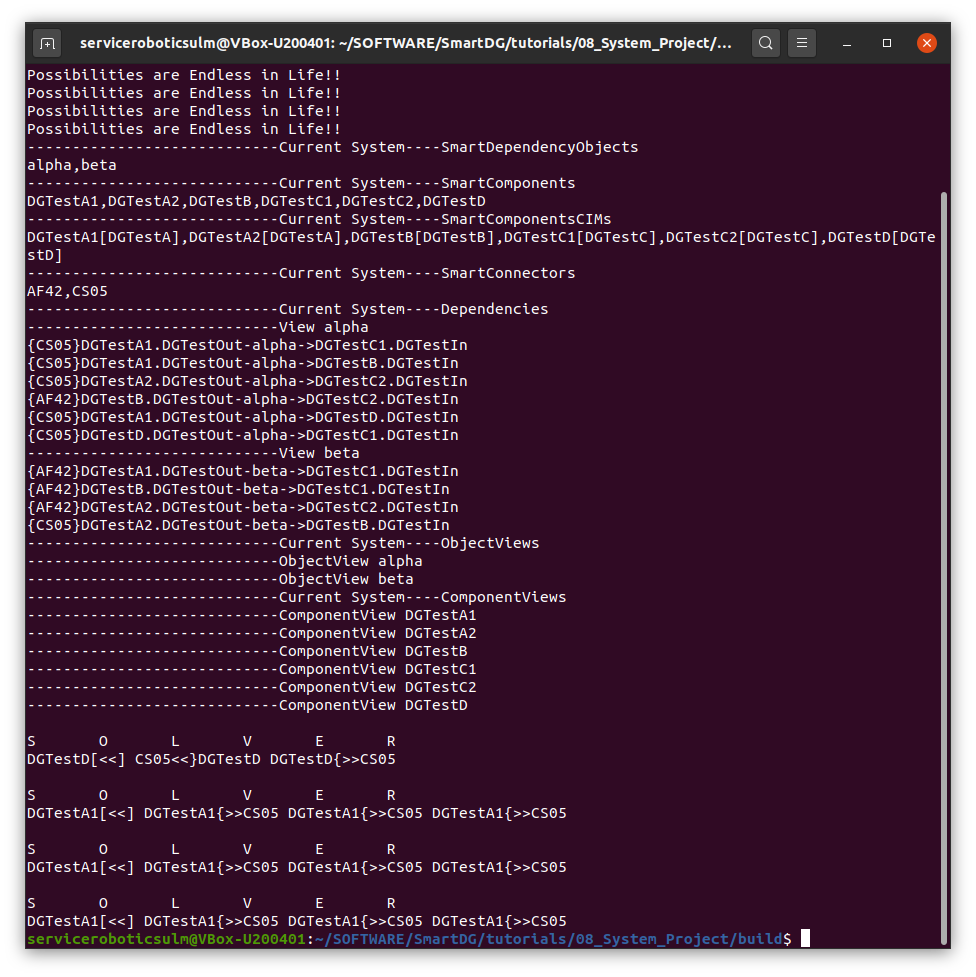 serviceroboticsulm@VBox-U200401: ~/SOFTWARE/SmartDG/tutorials/08_System_Project/...
Possibilities are Endless in Life!!
Possibilities are Endless in Life!!
Possibilities are Endless in Life!!
Possibilities are Endless in Life!!
----------------------------Current System----SmartDependencyObjects
alpha,beta
----------------------------Current System----SmartComponents
DGTestA1,DGTestA2,DGTestB,DGTestC1,DGTestC2,DGTestD
----------------------------Current System----SmartComponentsCIMs
DGTestA1[DGTestA],DGTestA2[DGTestA],DGTestB[DGTestB],DGTestC1[DGTestC],DGTestC2[DGTestC],DGTestD[DGTe
stD]
----------------------------Current System----SmartConnectors
AF42,CS05
----------------------------Current System----Dependencies
----------------------------View alpha
{CS05}DGTestA1.DGTestOut-alpha->DGTestC1.DGTestIn
{CS05}DGTestA1.DGTestOut-alpha->DGTestB.DGTestIn
{CS05}DGTestA2.DGTestOut-alpha->DGTestC2.DGTestIn
{AF42}DGTestB.DGTestOut-alpha->DGTestC2.DGTestIn
{CS05}DGTestA1.DGTestOut-alpha->DGTestD.DGTestIn
{CS05}DGTestD.DGTestOut-alpha->DGTestC1.DGTestIn
----------------------------View beta
{AF42}DGTestA1.DGTestOut-beta->DGTestC1.DGTestIn
{AF42}DGTestB.DGTestOut-beta->DGTestC1.DGTestIn
{AF42}DGTestA2.DGTestOut-beta->DGTestC2.DGTestIn
{CS05}DGTestA2.DGTestOut-beta->DGTestB.DGTestIn
----------------------------Current System----ObjectViews
----------------------------ObjectView alpha
----------------------------ObjectView beta
----------------------------Current System----ComponentViews
----------------------------ComponentView DGTestA1
----------------------------ComponentView DGTestA2
----------------------------ComponentView DGTestB
----------------------------ComponentView DGTestC1
----------------------------ComponentView DGTestC2
----------------------------ComponentView DGTestD
S       O       L       V       E       R
DGTestD[<<] CS05<<}DGTestD DGTestD{>>CS05
S       O       L       V       E       R
DGTestA1[<<] DGTestA1{>>CS05 DGTestA1{>>CS05 DGTestA1{>>CS05
S       O       L       V       E       R
DGTestA1[<<] DGTestA1{>>CS05 DGTestA1{>>CS05 DGTestA1{>>CS05
S       O       L       V       E       R
DGTestA1[<<] DGTestA1{>>CS05 DGTestA1{>>CS05 DGTestA1{>>CS05
serviceroboticsulm@VBox-U200401:~/SOFTWARE/SmartDG/tutorials/08_System_Project/build$